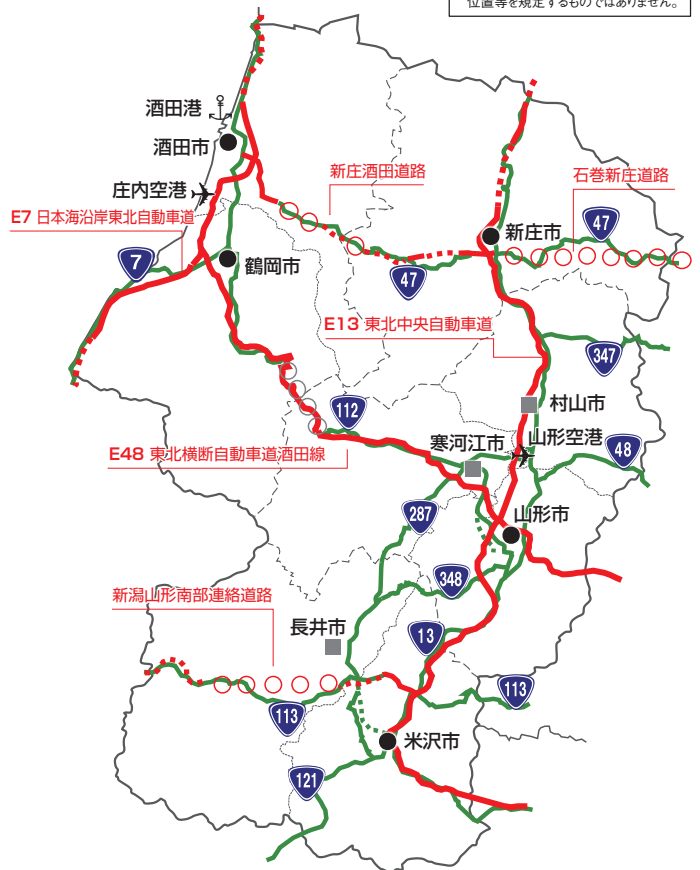 位置等を規定するものではありません。
酒田港
酒田市
新庄酒田道路
石巻新庄道路
庄内空港
E7 日本海沿岸東北自動車道
47
新庄市
7
鶴岡市
47
E13 東北中央自動車道
347
村山市
112
寒河江市
山形空港
48
E48 東北横断自動車道酒田線
287
山形市
348
新潟山形南部連絡道路
長井市
13
113
113
米沢市
121